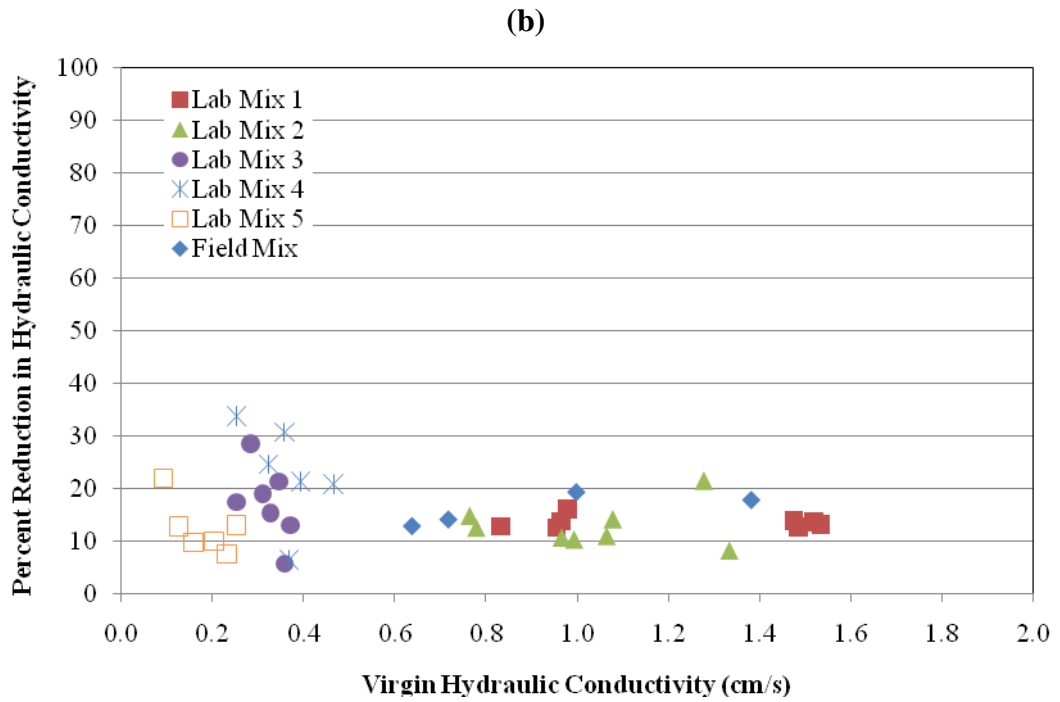 (b)
Percent Reduction in Hydraulic Conductivity
100
90
80
70
60
50
40
30
20
10
0
Lab Mix 1
Lab Mix 2
Lab Mix 3
Lab Mix 4
Lab Mix 5
Field Mix
0.0 0.2 0.4 0.6 0.8 1.0 1.2 1.4 1.6 1.8 2.0
Virgin Hydraulic Conductivity (cm/s)